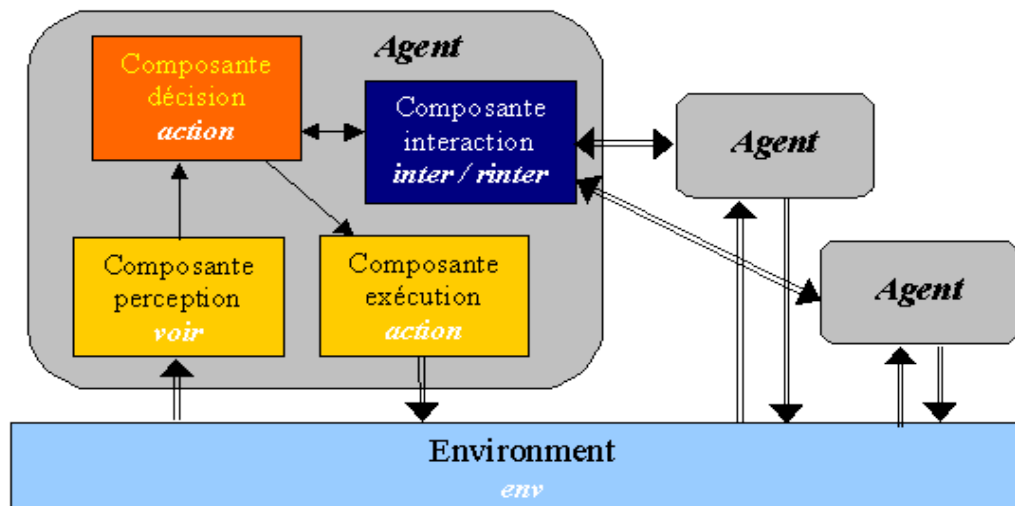 Agent
Composante
décision
action
Composante
interaction
inter / rinter
Agent
Composante
perception
voir
Composante
exécution
action
Agent
Environment
env